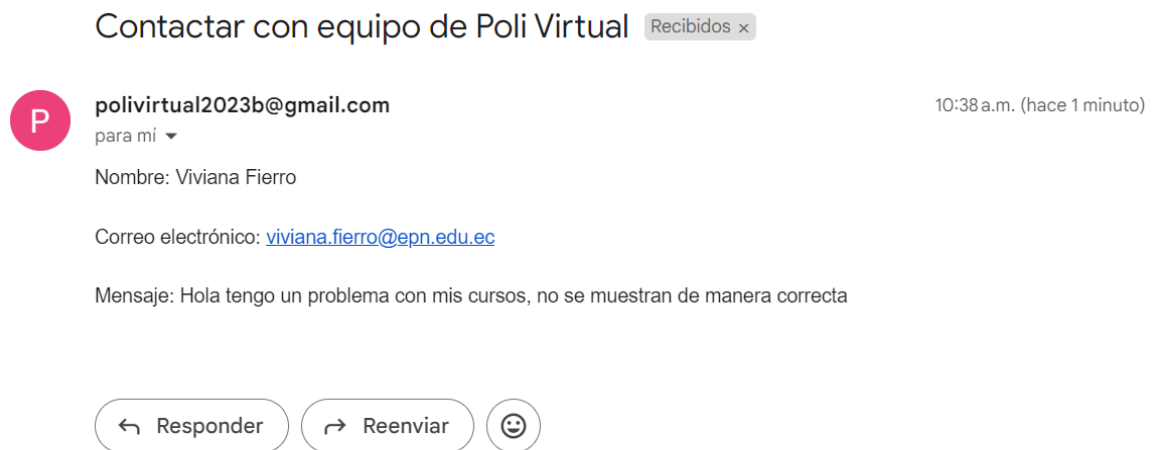 Contactar con equipo de Poli Virtual Recibidos ×
P
polivirtual2023b@gmail.com 10:38 a.m. (hace 1 minuto)
para mí
Nombre: Viviana Fierro
Correo electrónico: viviana.fierro@epn.edu.ec
Mensaje: Hola tengo un problema con mis cursos, no se muestran de manera correcta
Responder Reenviar